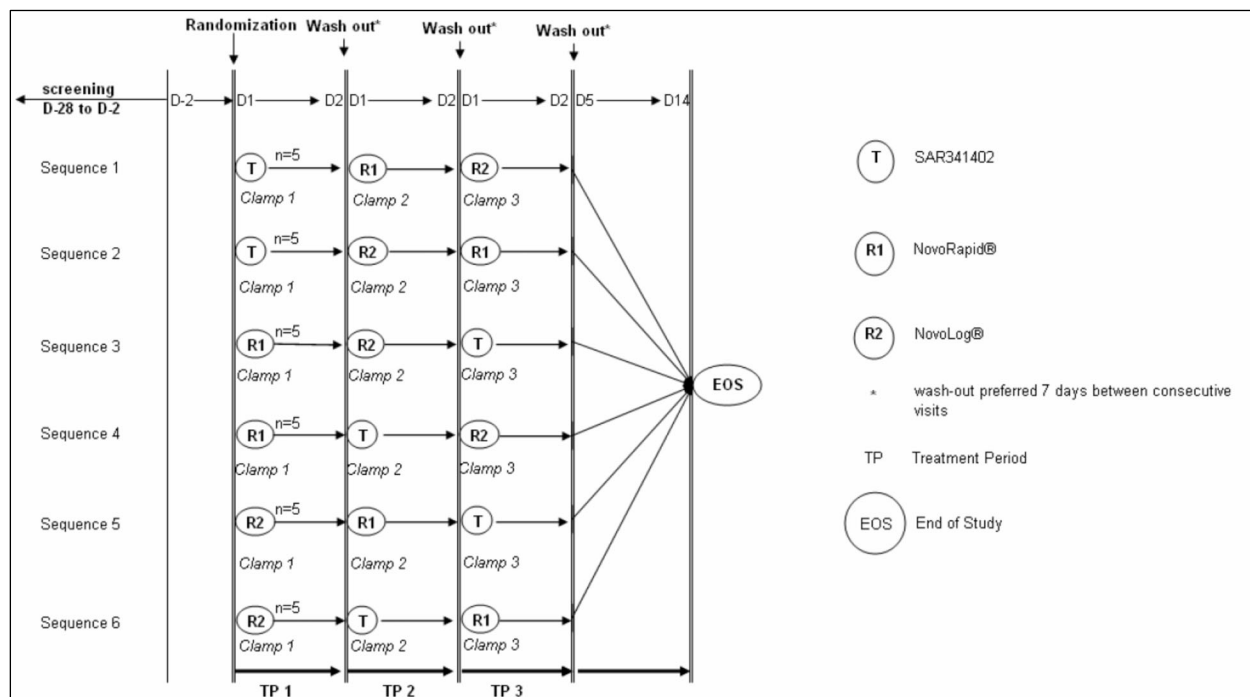 Randomization Wash out* Wash out* Wash out*
screening
D-28 to D-2
D-2 D1 D2 D1 D2 D1 D2 D5 D14
Sequence 1 T n=5 R1 R2
Clamp 1 Clamp 2 Clamp 3
Sequence 2 T n=5 R2 R1
Clamp 1 Clamp 2 Clamp 3
Sequence 3 R1 n=5 R2 T
Clamp 1 Clamp 2 Clamp 3
Sequence 4 R1 n=5 T R2
Clamp 1 Clamp 2 Clamp 3
Sequence 5 R2 n=5 R1 T
Clamp 1 Clamp 2 Clamp 3
Sequence 6 R2 n=5 T R1
Clamp 1 Clamp 2 Clamp 3
TP 1 TP 2 TP 3
EOS
T SAR341402
R1 NovoRapid®
R2 NovoLog®
* wash-out preferred 7 days between consecutive
visits
TP Treatment Period
EOS End of Study